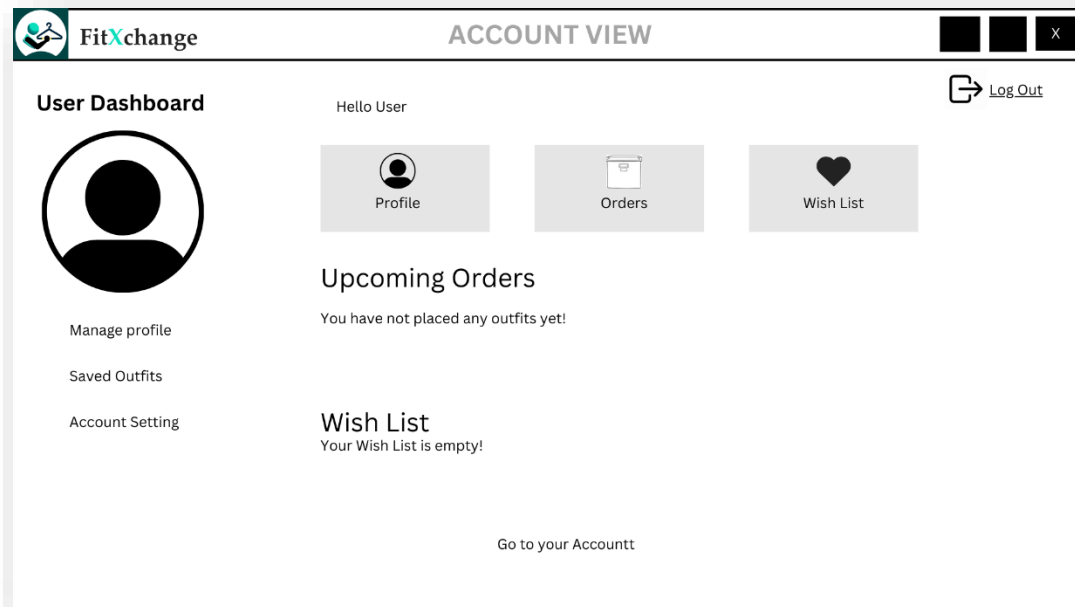 FitXchange
ACCOUNT VIEW
X
Log Out
User Dashboard
Hello User
Profile
Orders
Wish List
Upcoming Orders
You have not placed any outfits yet!
Manage profile
Saved Outfits
Account Setting
Wish List
Your Wish List is empty!
Go to your Accountt